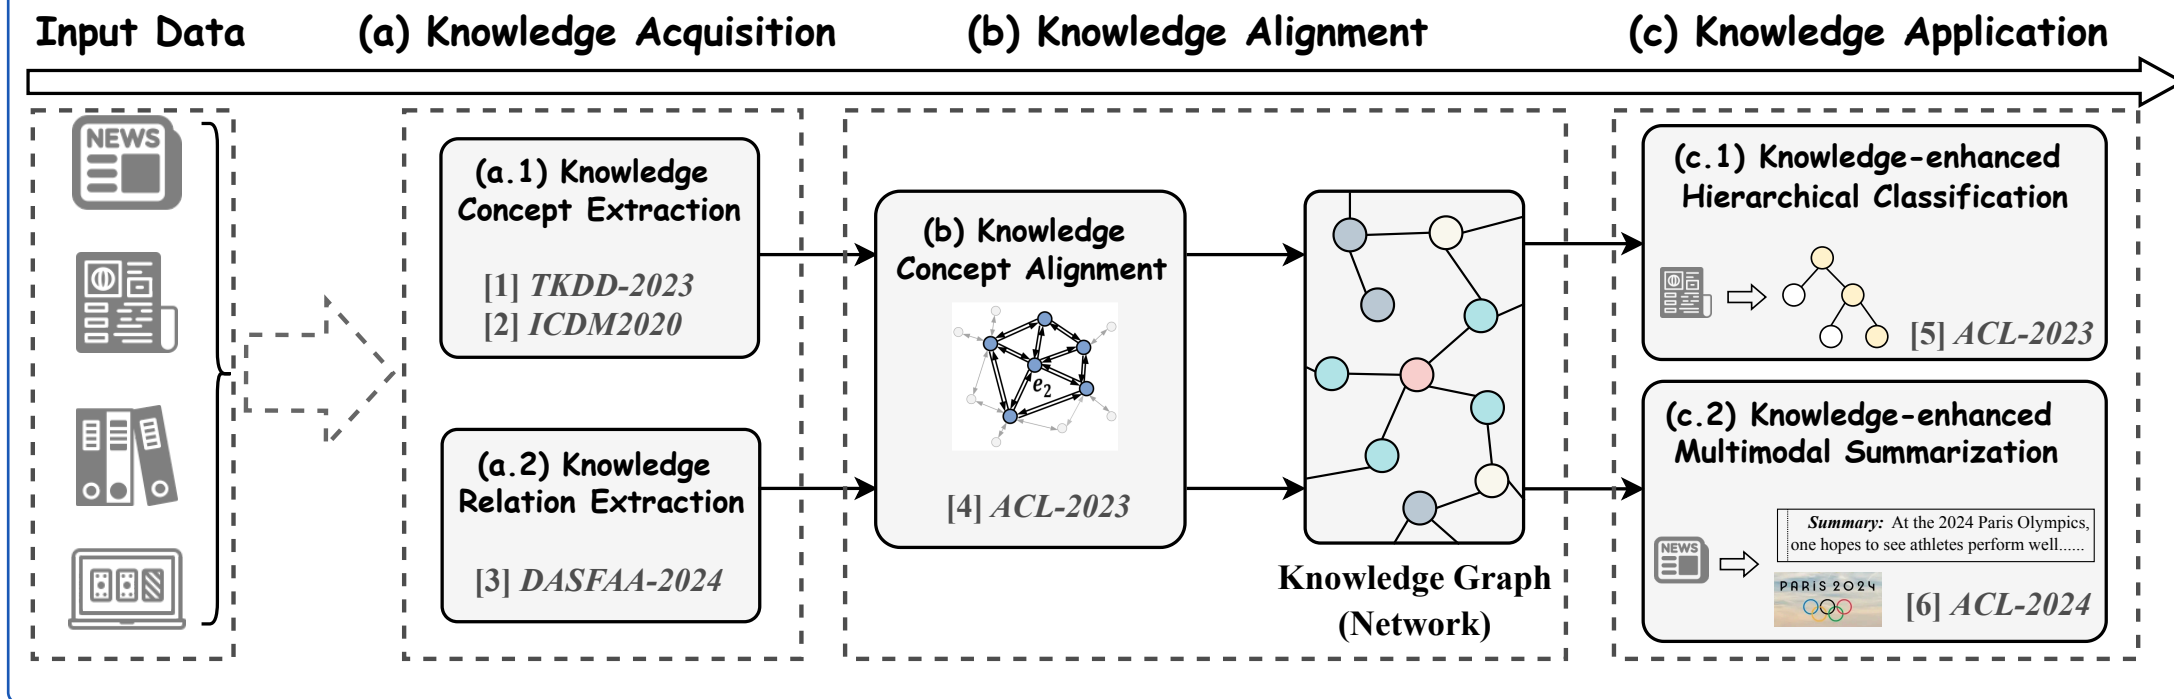 Input Data
(a) Knowledge Acquisition
(b) Knowledge Alignment
(c) Knowledge Application
NEWS
(a.1) Knowledge
Concept Extraction
[1] TKDD-2023
[2] ICDM2020
(a.2) Knowledge
Relation Extraction
[3] DASFAA-2024
(b) Knowledge
Concept Alignment
e2
[4] ACL-2023
Knowledge Graph
(Network)
(c.1) Knowledge-enhanced
Hierarchical Classification
[5] ACL-2023
(c.2) Knowledge-enhanced
Multimodal Summarization
NEWS
Summary: At the 2024 Paris Olympics,
one hopes to see athletes perform well......
PARIS 2024
[6] ACL-2024